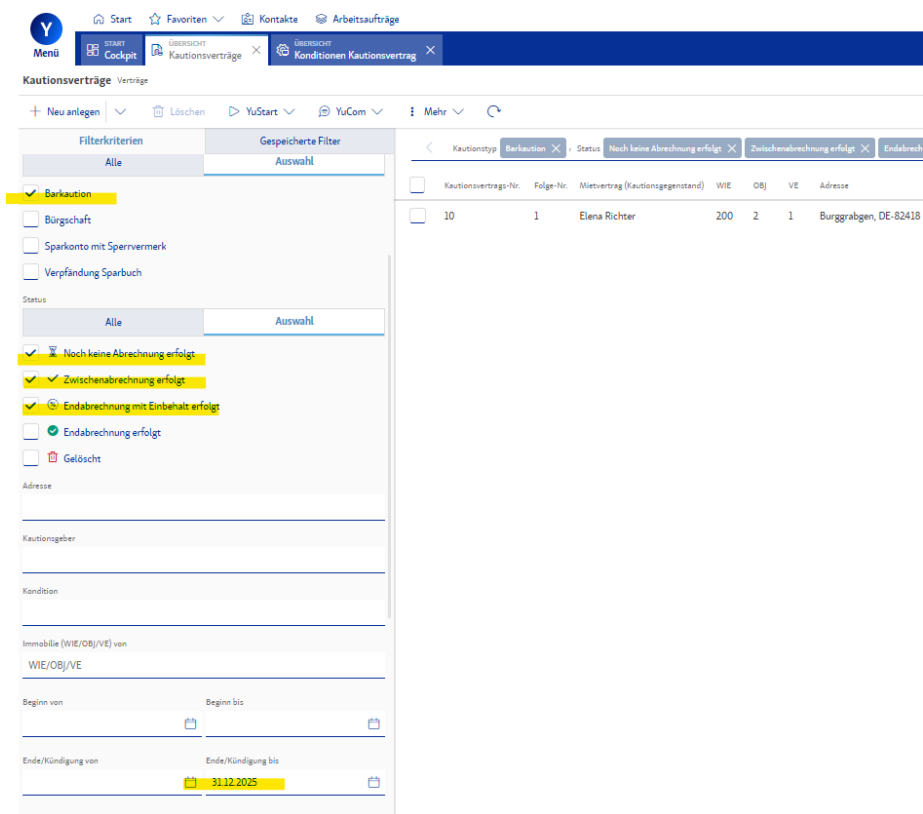 Start Favoriten Kontakte Arbeitsaufträge
Y
Menü
START
Cockpit
ÜBERSICHT
Kautionsverträge
ÜBERSICHT
Konditionen Kautionsvertrag
Kautionsverträge Verträge
Neu anlegen Löschen YuStart YuCom Mehr
Filterkriterien Gespeicherte Filter
Alle Auswahl
Kautionstyp Barkaution Status Noch keine Abrechnung erfolgt Zwischenabrechnung erfolgt Endabrech
Kautionsvertrags-Nr. Folge-Nr. Mietvertrag (Kautionsgegenstand) WIE OBJ VE Adresse
10 1 Elena Richter 200 2 1 Burggrabgen, DE-82418
Barkaution
Bürgschaft
Sparkonto mit Sperrvermerk
Verpfändung Sparbuch
Status
Alle Auswahl
Noch keine Abrechnung erfolgt
Zwischenabrechnung erfolgt
Endabrechnung mit Einbehalt erfolgt
Endabrechnung erfolgt
Gelöscht
Adresse
Kautionsgeber
Kondition
Immobilie (WIE/OBJ/VE) von
WIE/OBJ/VE
Beginn von Beginn bis
Ende/Kündigung von Ende/Kündigung bis
31.12.2025